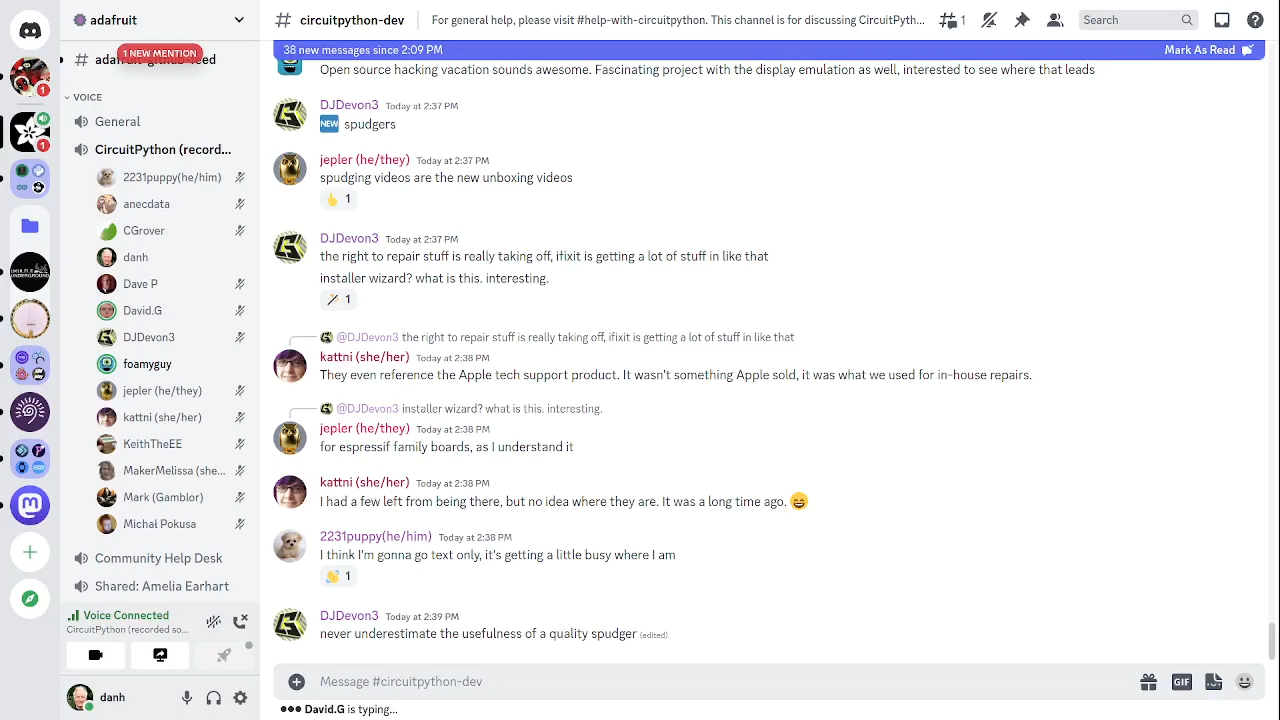 adafruit
# circuitpython-dev
For general help, please visit #help-with-circuitpython. This channel is for discussing CircuitPyth...
1
Search
1 NEW MENTION
VOICE
General
CircuitPython (record...
2231puppy(he/him)
anecdata
CGrover
danh
Dave P
David.G
DJDevon3
foamyguy
jepler (he/they)
kattni (she/her)
KeithTheEE
MakerMelissa (she...
Mark (Gamblor)
Michał Pokusa
Community Help Desk
Shared: Amelia Earhart
Voice Connected
CircuitPython (recorded so...
danh
1
1
UKULELE
UNDERGROUND
38 new messages since 2:09 PM
Mark As Read
Open source hacking vacation sounds awesome. Fascinating project with the display emulation as well, interested to see where that leads
DJDevon3 Today at 2:37 PM
NEW spudgers
jepler (he/they) Today at 2:37 PM
spudging videos are the new unboxing videos
1
DJDevon3 Today at 2:37 PM
the right to repair stuff is really taking off, ifixit is getting a lot of stuff in like that
installer wizard? what is this. interesting.
1
@DJDevon3 the right to repair stuff is really taking off, ifixit is getting a lot of stuff in like that
kattni (she/her) Today at 2:38 PM
They even reference the Apple tech support product. It wasn't something Apple sold, it was what we used for in-house repairs.
@DJDevon3 installer wizard? what is this. interesting.
jepler (he/they) Today at 2:38 PM
for espressif family boards, as I understand it
kattni (she/her) Today at 2:38 PM
I had a few left from being there, but no idea where they are. It was a long time ago. 😄
2231puppy(he/him) Today at 2:38 PM
I think I'm gonna go text only, it's getting a little busy where I am
1
DJDevon3 Today at 2:39 PM
never underestimate the usefulness of a quality spudger (edited)
Message #circuitpython-dev
GIF
David.G is typing...